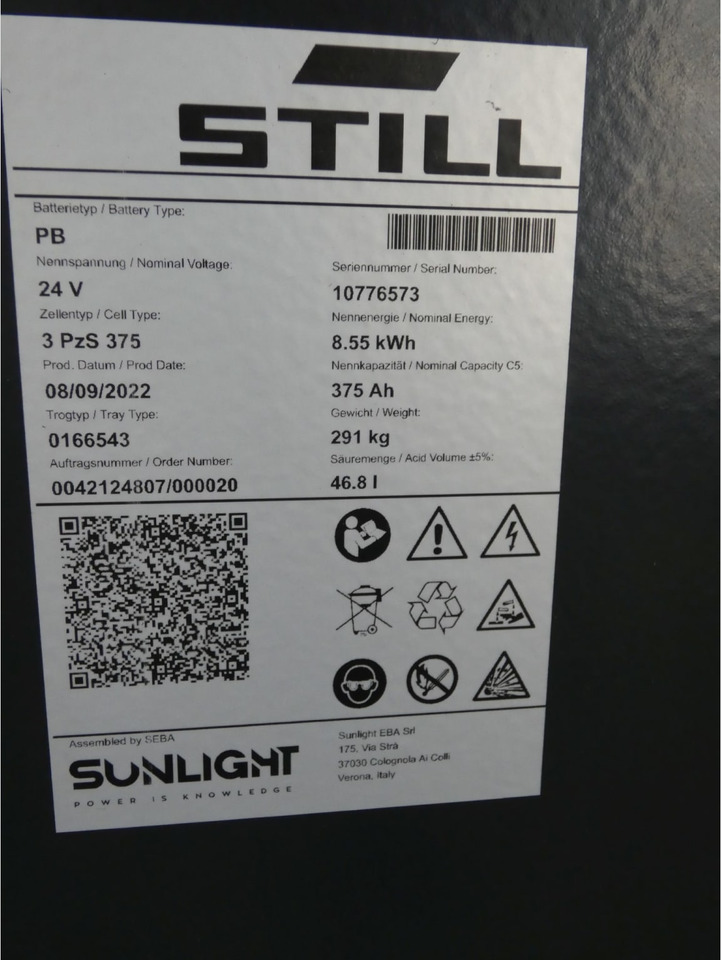 STILL
Batterietyp / Battery Type:
PB
Nennspannung / Nominal Voltage:
24 V
Zellentyp / Cell Type:
3 PzS 375
Prod. Datum / Prod Date:
08/09/2022
Trogtyp / Tray Type:
0166543
Auftragsnummer / Order Number:
0042124807/000020
Seriennummer / Serial Number:
10776573
Nennenergie / Nominal Energy:
8.55 kWh
Nennkapazität / Nominal Capacity C5:
375 Ah
Gewicht / Weight:
291 kg
Säuremenge / Acid Volume ±5%:
46.8 l
Assembled by SEBA
SUNLIGHT
POWER IS KNOWLEDGE
Sunlight EBA Srl
175, Via Strà
37030 Colognola Ai Colli
Verona, Italy